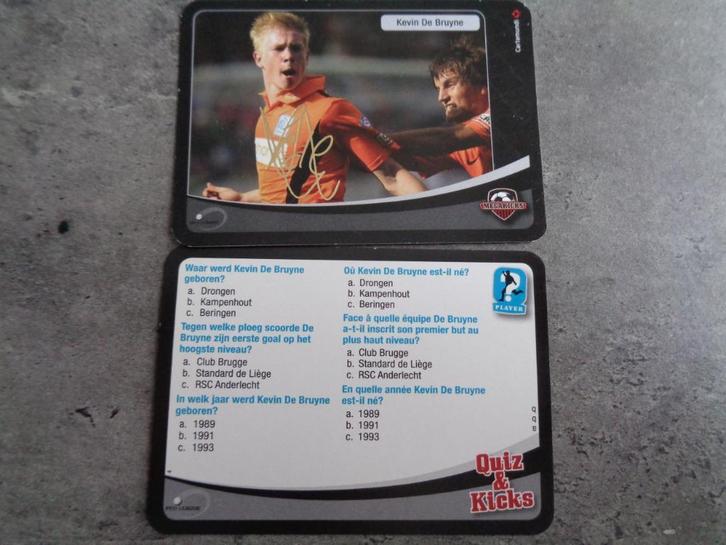 Kevin De Bruyne
Cartamundi
MEGAKICKS
Waar werd Kevin De Bruyne
geboren?
a. Drongen
b. Kampenhout
c. Beringen
Tegen welke ploeg scoorde De
Bruyne zijn eerste goal op het
hoogste niveau?
a. Club Brugge
b. Standard de Liège
c. RSC Anderlecht
In welk jaar werd Kevin De Bruyne
geboren?
a. 1989
b. 1991
c. 1993
Où Kevin De Bruyne est-il né?
a. Drongen
b. Kampenhout
c. Beringen
Face à quelle équipe De Bruyne
a-t-il inscrit son premier but au
plus haut niveau?
a. Club Brugge
b. Standard de Liège
c. RSC Anderlecht
En quelle année Kevin De Bruyne
est-il né?
a. 1989
b. 1991
c. 1993
?
PLAYER
Quiz
&
Kicks
PRO LEAGUE